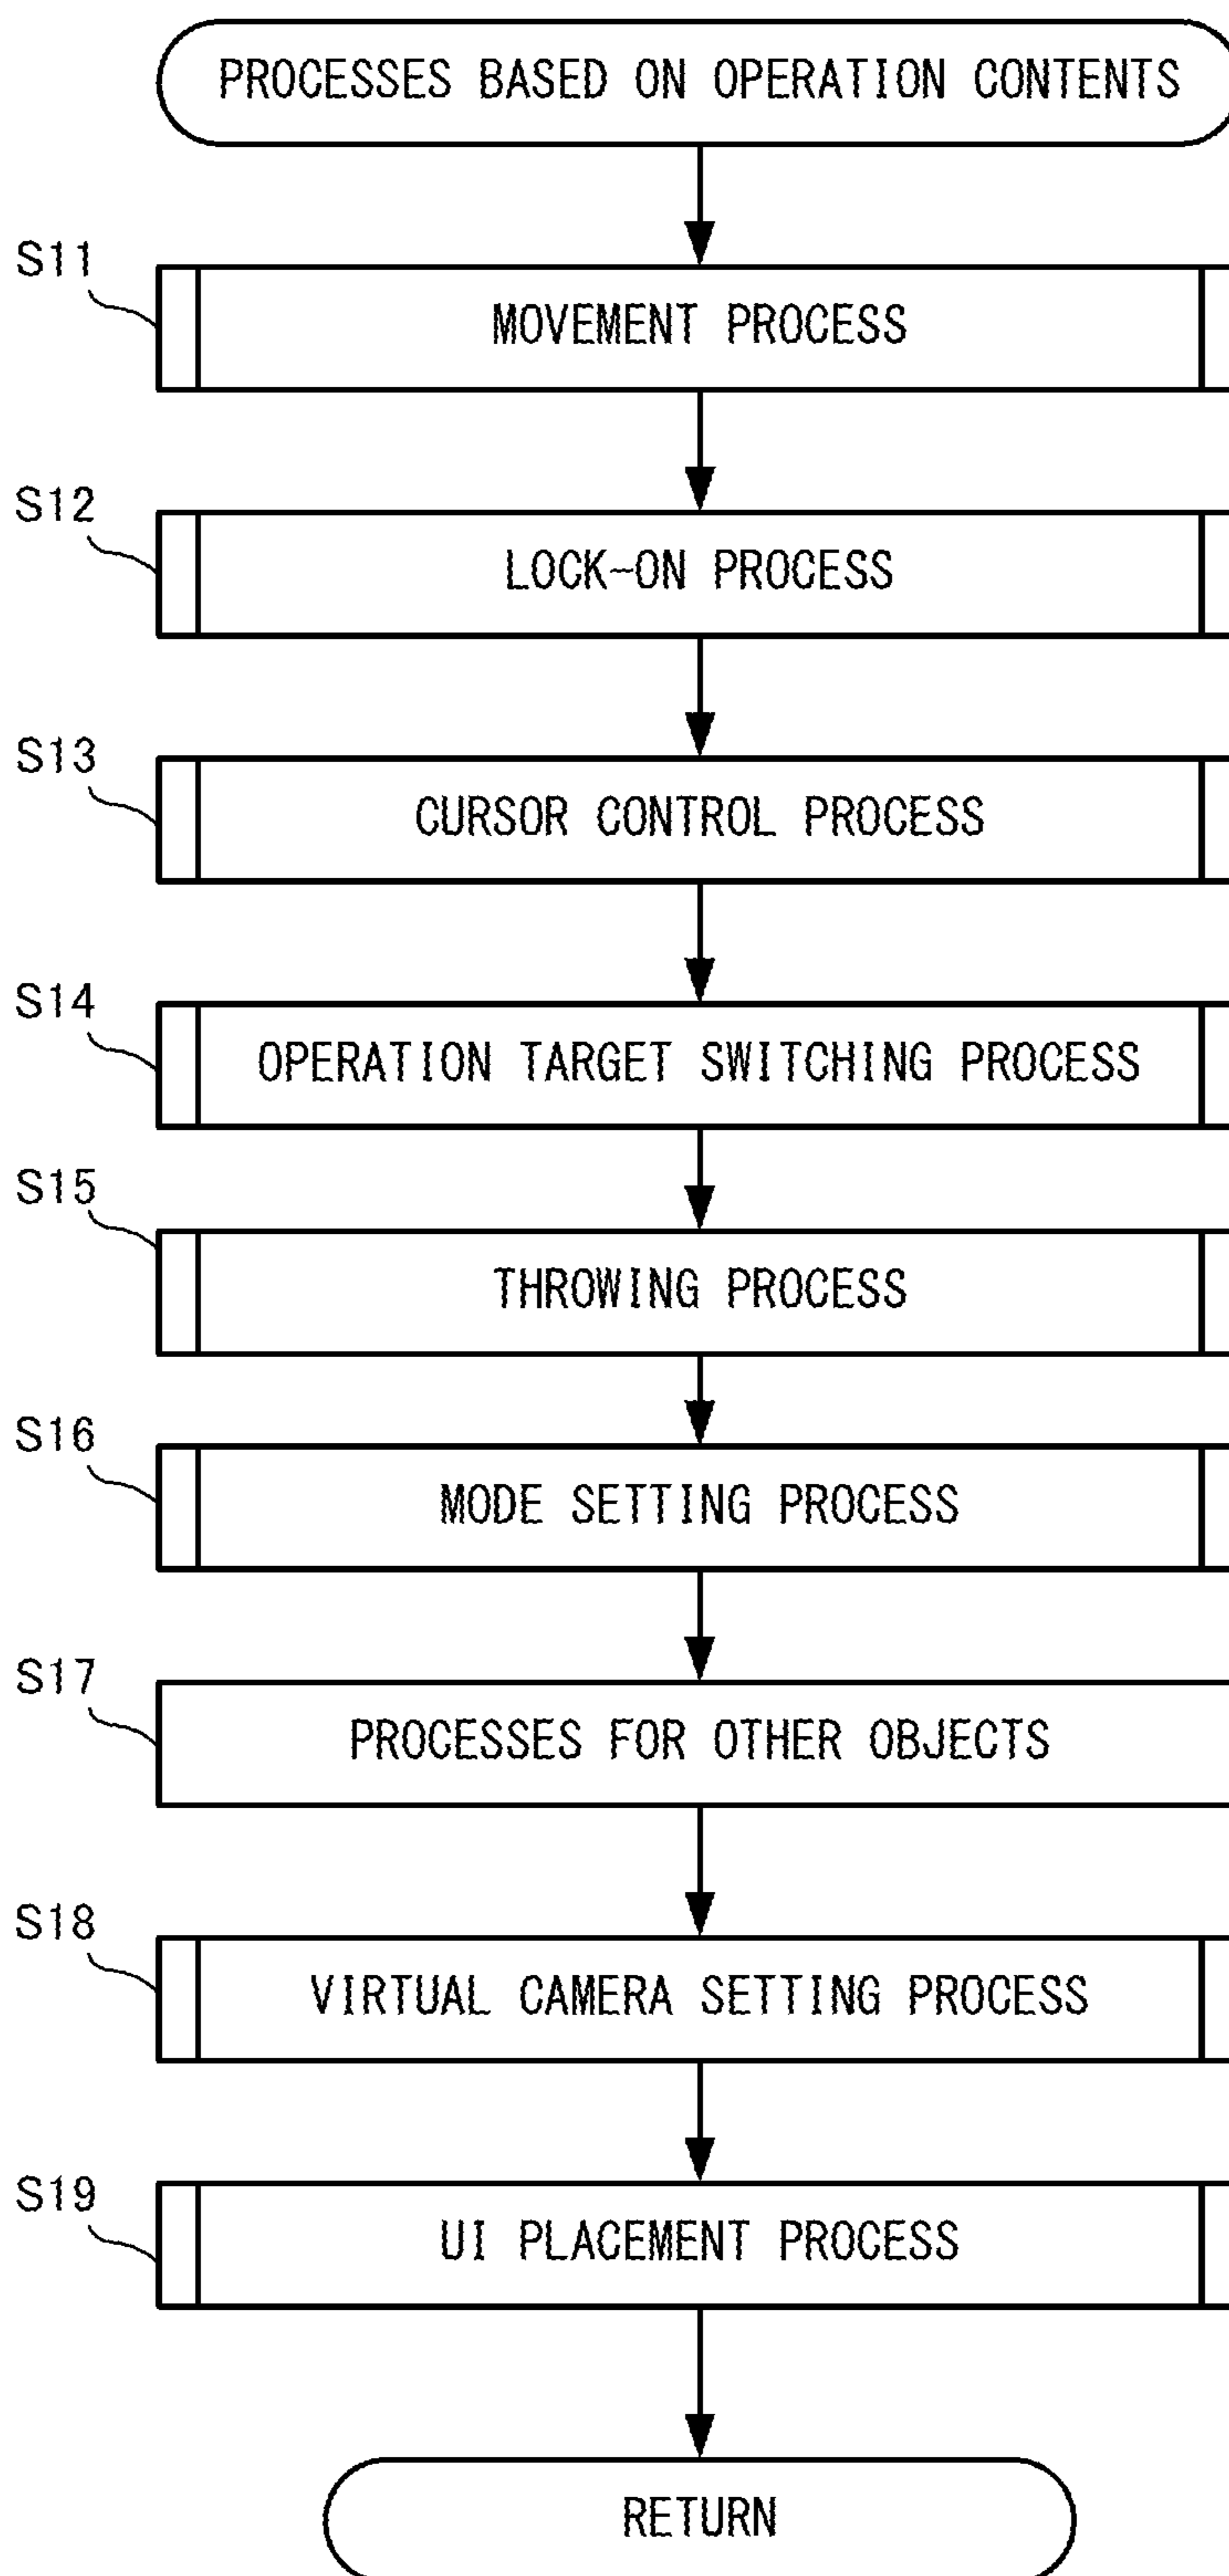 PROCESSES BASED ON OPERATION CONTENTS
S11
MOVEMENT PROCESS
S12
LOCK-ON PROCESS
S13
CURSOR CONTROL PROCESS
S14
OPERATION TARGET SWITCHING PROCESS
S15
THROWING PROCESS
S16
MODE SETTING PROCESS
S17
PROCESSES FOR OTHER OBJECTS
S18
VIRTUAL CAMERA SETTING PROCESS
S19
UI PLACEMENT PROCESS
RETURN